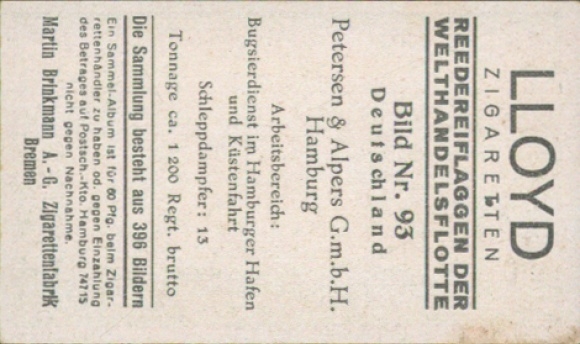 LLOYD
ZIGARETTEN
REEDEREIFLAGGEN DER
WELTHANDELSFLOTTE
Bild Nr. 93
Deutschland
Petersen & Alpers G.m.b.H.
Hamburg
Arbeitsbereich:
Bugsierdienst im Hamburger Hafen
und Küstenfahrt
Schleppdampfer: 13
Tonnage ca. 1 200 Regt. brutto
Die Sammlung besteht aus 396 Bildern
Ein Sammel-Album ist für 60 Pfg. beim Zigar-
rettenhändler zu haben od. gegen Einzahlung
des Betrages auf Postsch.-Kto. Hamburg 74715
nicht gegen Nachnahme.
Martin Brinkmann A.-G. Zigarettenfabrik
Bremen